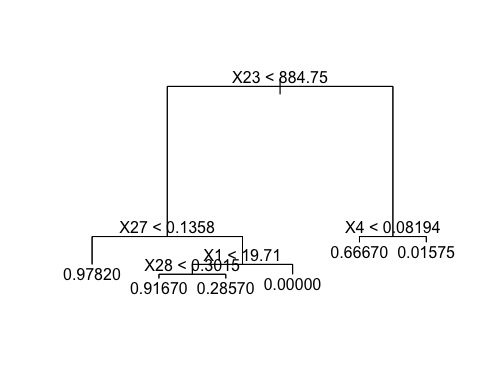 X23 < 884.75
X27 < 0.1358
X4 < 0.08194
X1 < 19.71
0.66670 0.01575
X28 < 0.3015
0.97820
0.91670 0.28570 0.00000